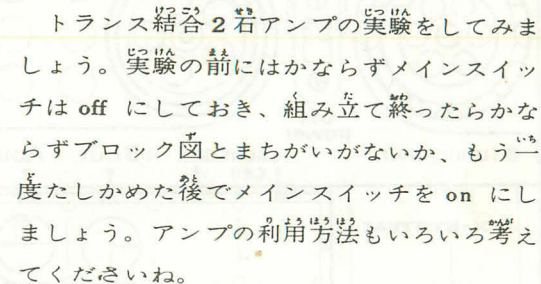 トランス結合2石アンプの実験をしてみま
しょう。実験の前にはかならずメインスイッ
チは off にしておき、組み立て終ったらかな
らずブロック図とまちがいがないか、もう一
度たしかめた後でメインスイッチを on にし
ましょう。アンプの利用方法もいろいろ考え
てくださいね。